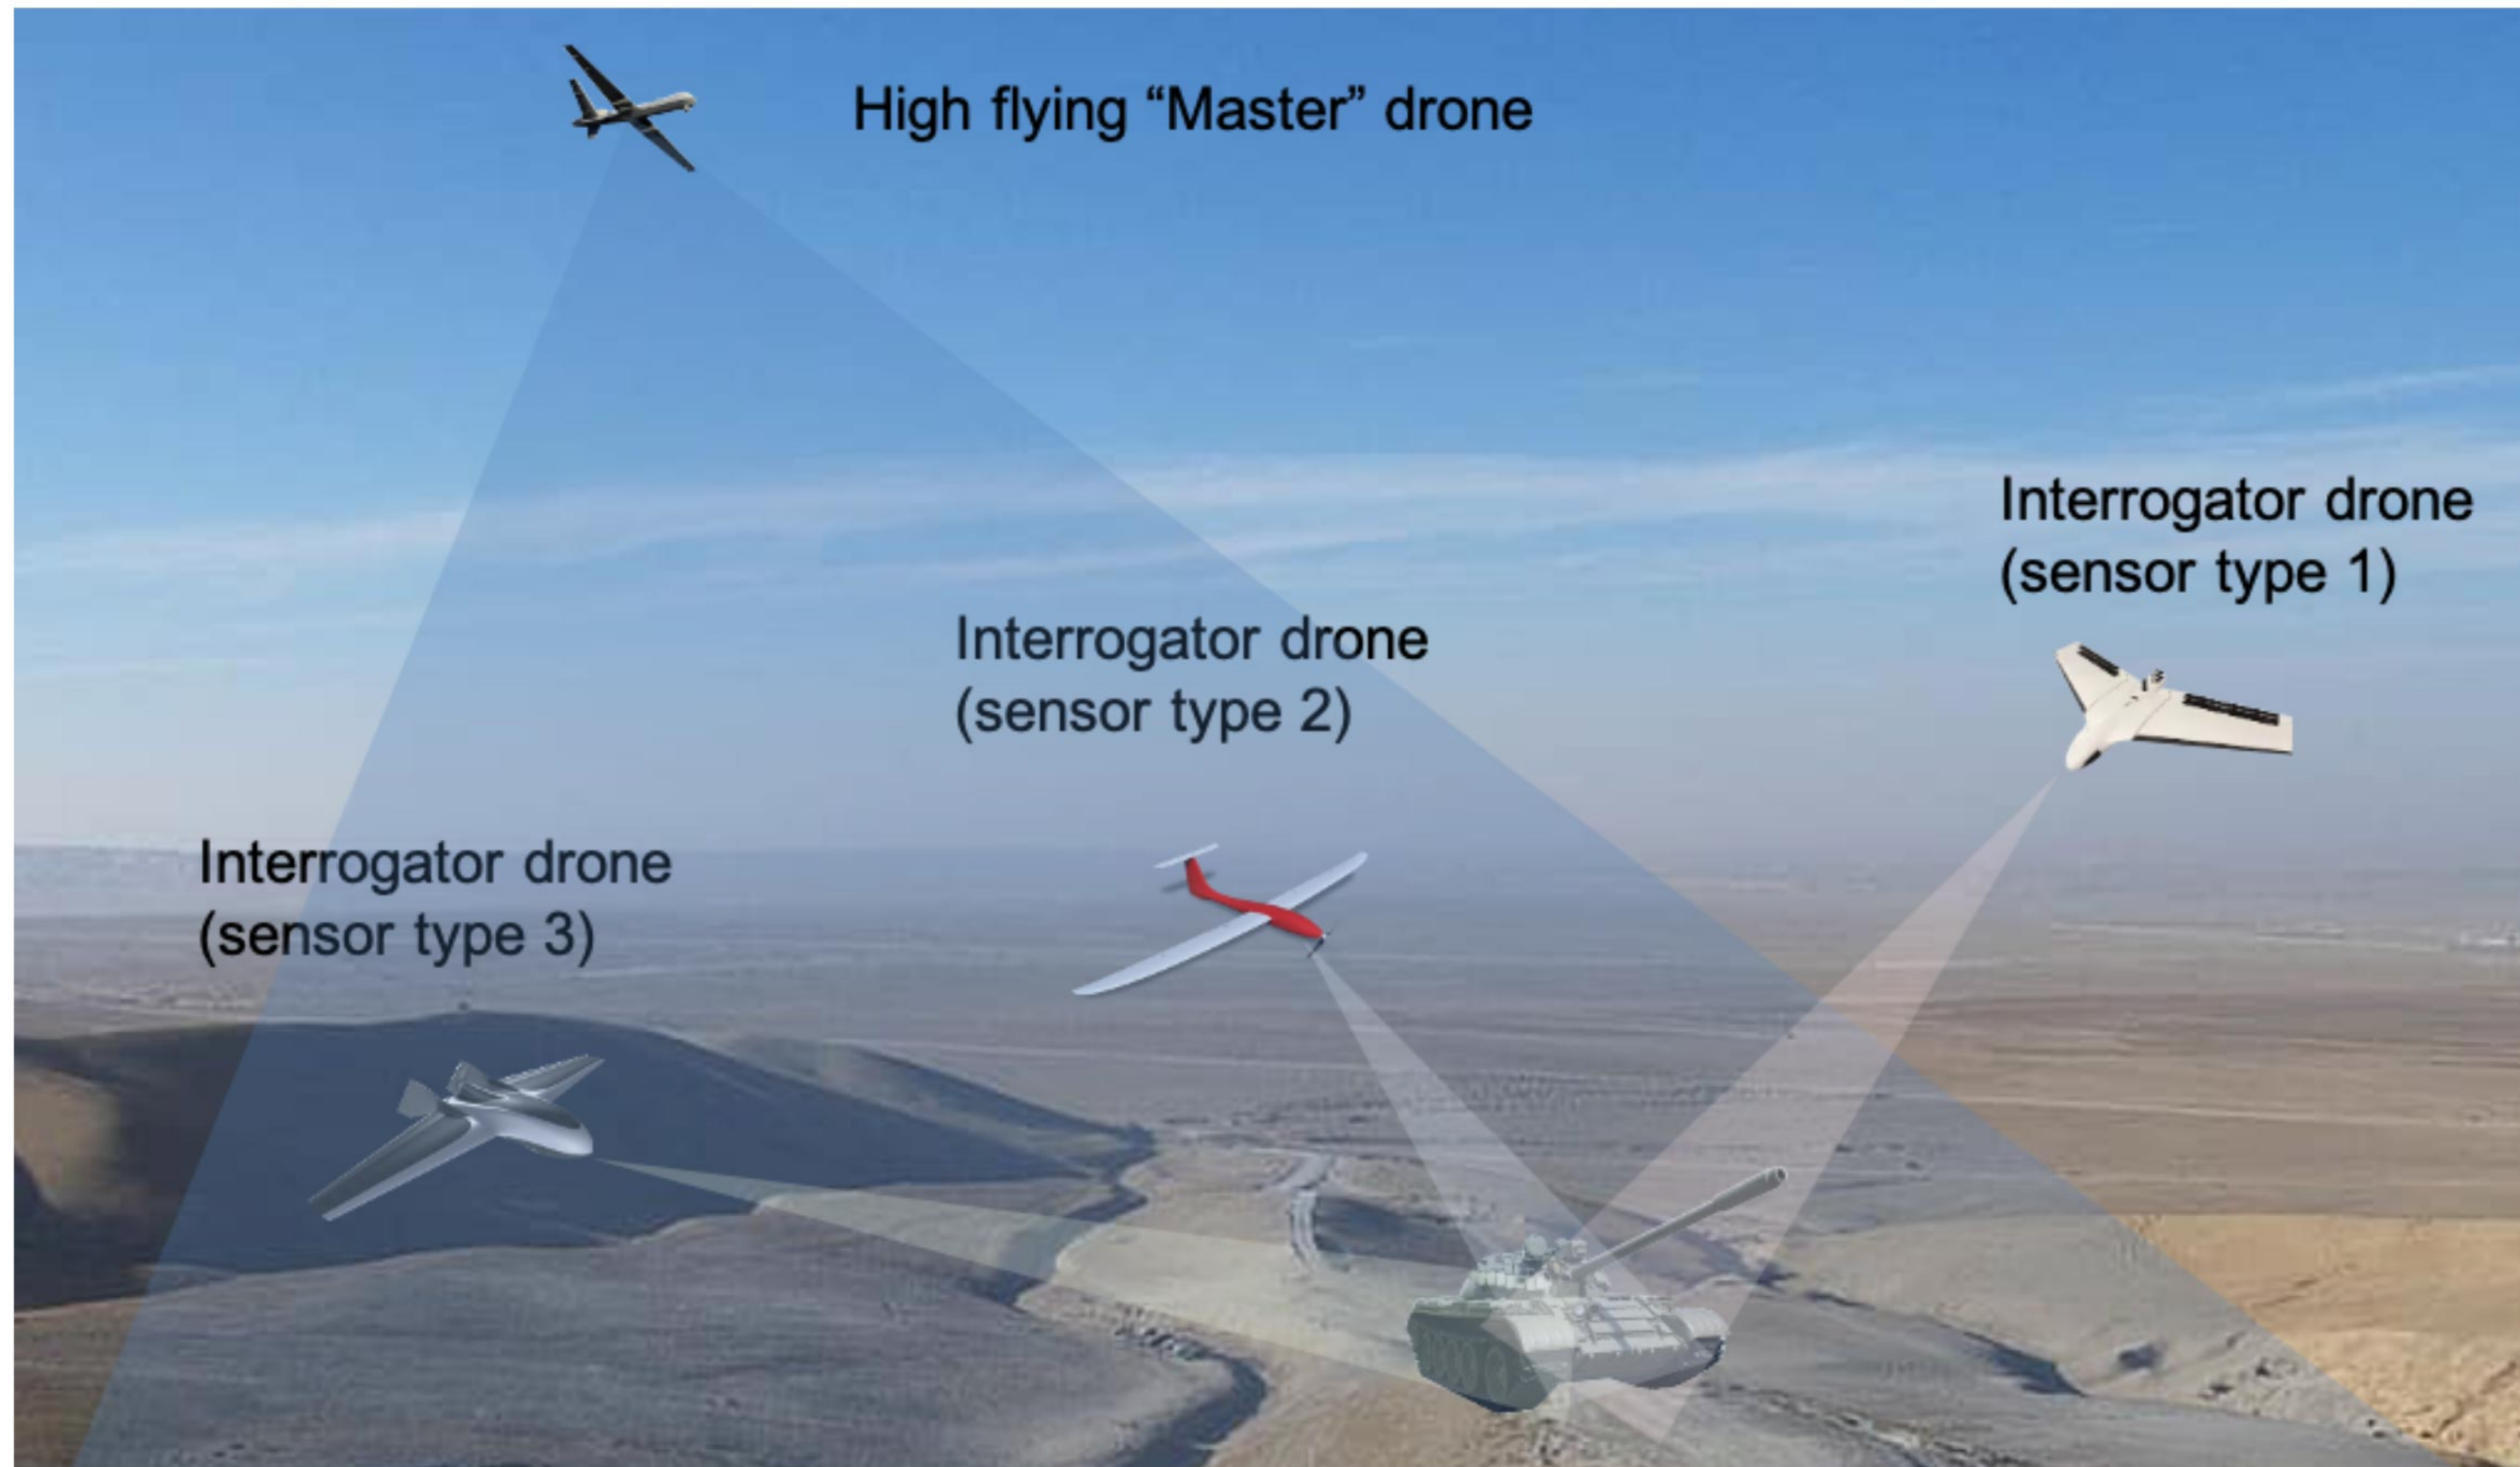 High flying “Master” drone
Interrogator drone
(sensor type 1)
Interrogator drone
(sensor type 2)
Interrogator drone
(sensor type 3)